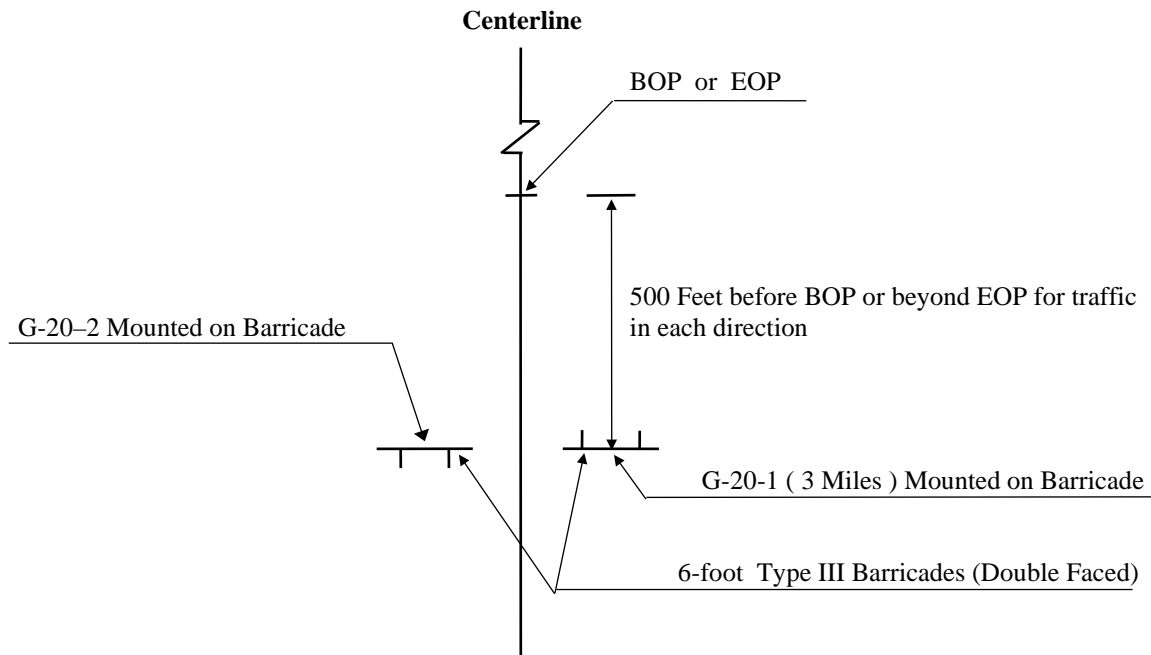 Centerline
BOP or EOP
500 Feet before BOP or beyond EOP for traffic
in each direction
G-20–2 Mounted on Barricade
G-20-1 ( 3 Miles ) Mounted on Barricade
6-foot Type III Barricades (Double Faced)